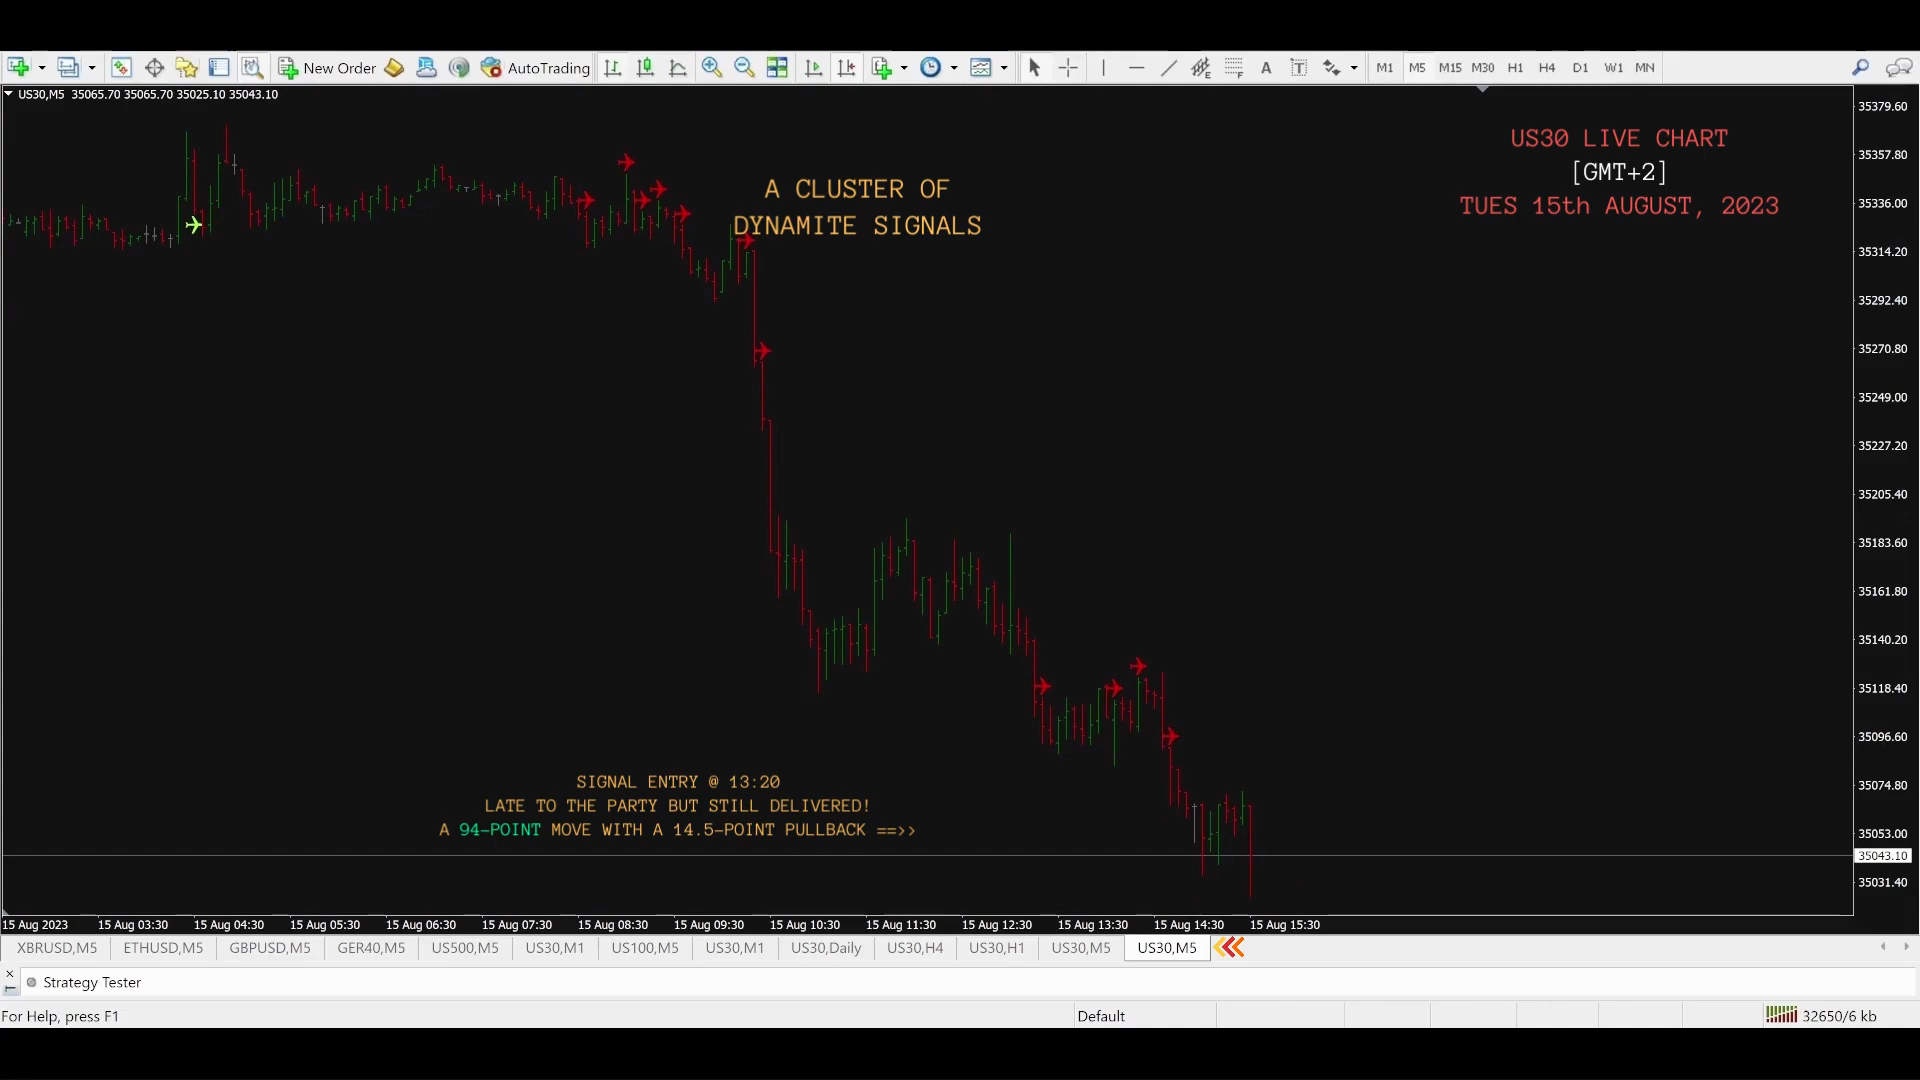 New Order
AutoTrading
M1 M5 M15 M30 H1 H4 D1 W1 MN
US30,M5 35065.70 35065.70 35025.10 35043.10
US30 LIVE CHART
[GMT+2]
TUES 15th AUGUST, 2023
A CLUSTER OF
DYNAMITE SIGNALS
35379.60
35357.80
35336.00
35314.20
35292.40
35270.80
35249.00
35227.20
35205.40
35183.60
35161.80
35140.20
35118.40
35096.60
35074.80
35053.00
35043.10
35031.40
SIGNAL ENTRY @ 13:20
LATE TO THE PARTY BUT STILL DELIVERED!
A 94-POINT MOVE WITH A 14.5-POINT PULLBACK ==>>
15 Aug 2023 15 Aug 03:30 15 Aug 04:30 15 Aug 05:30 15 Aug 06:30 15 Aug 07:30 15 Aug 08:30 15 Aug 09:30 15 Aug 10:30 15 Aug 11:30 15 Aug 12:30 15 Aug 13:30 15 Aug 14:30 15 Aug 15:30
XBRUSD,M5 ETHUSD,M5 GBPUSD,M5 GER40,M5 US500,M5 US30,M1 US100,M5 US30,M1 US30,Daily US30,H4 US30,H1 US30,M5 US30,M5
Strategy Tester
For Help, press F1
Default
32650/6 kb